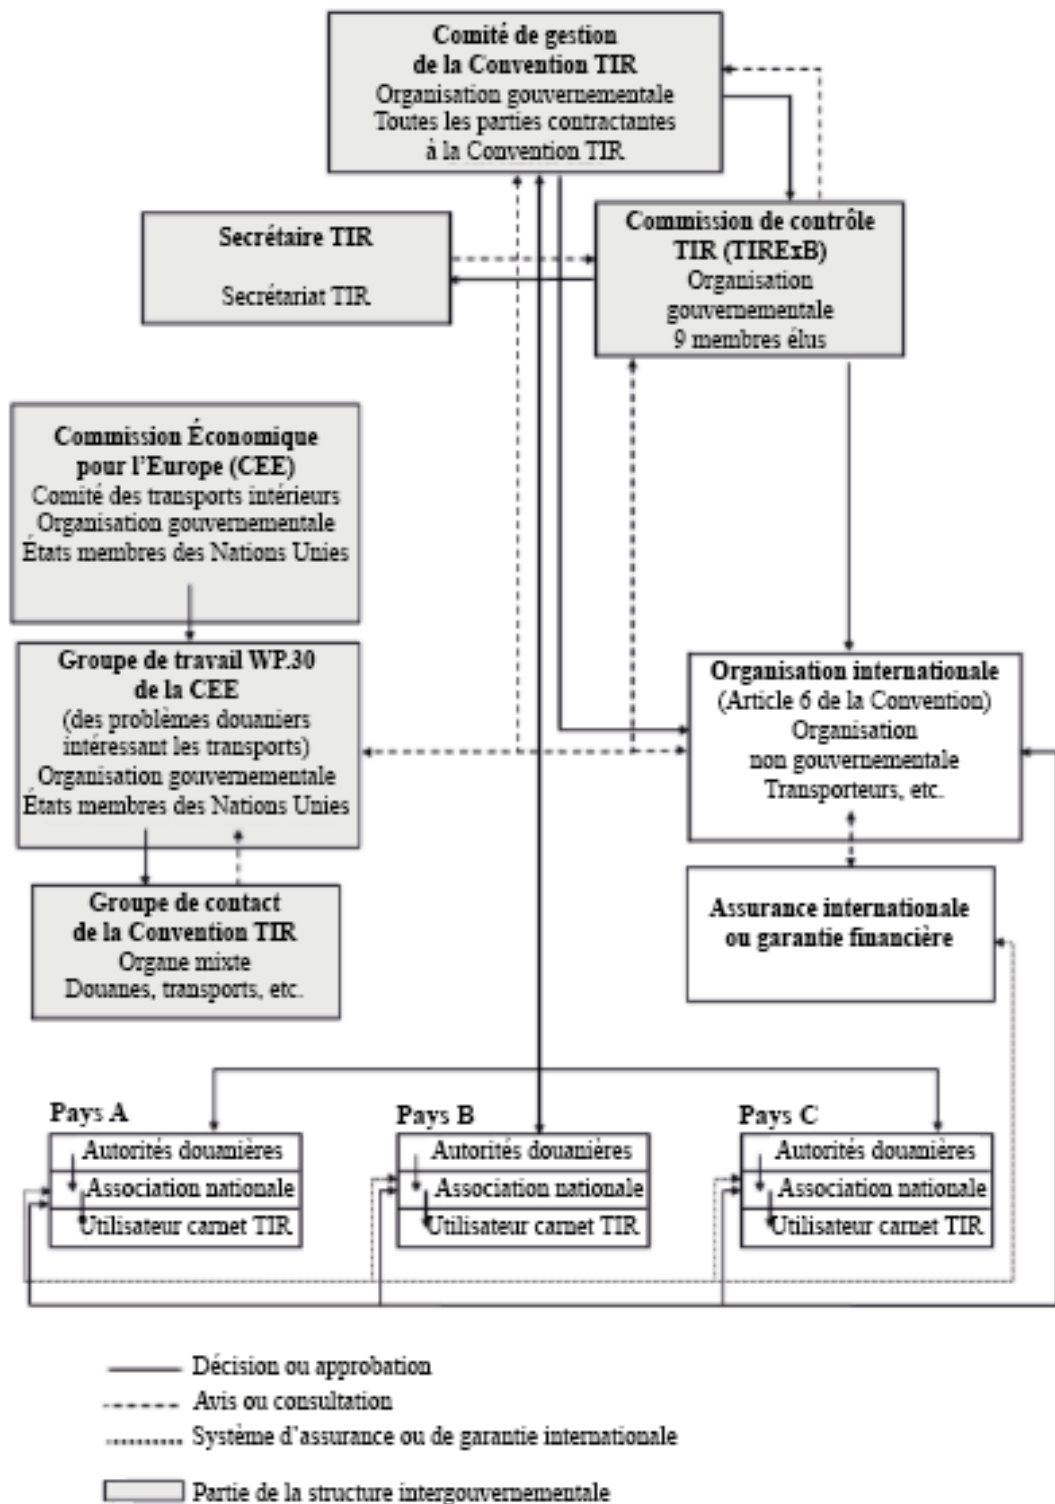 Comité de gestion
de la Convention TIR
Organisation gouvernementale
Toutes les parties contractantes
à la Convention TIR
Secrétaire TIR
Secrétariat TIR
Commission de contrôle
TIR (TIRExB)
Organisation
gouvernementale
9 membres élus
Commission Économique
pour l'Europe (CEE)
Comité des transports intérieurs
Organisation gouvernementale
États membres des Nations Unies
Groupe de travail WP.30
de la CEE
(des problèmes douaniers
intéressant les transports)
Organisation gouvernementale
États membres des Nations Unies
Organisation internationale
(Article 6 de la Convention)
Organisation
non gouvernementale
Transporteurs, etc.
Groupe de contact
de la Convention TIR
Organe mixte
Douanes, transports, etc.
Assurance internationale
ou garantie financière
Pays A
Autorités douanières
Association nationale
Utilisateur carnet TIR
Pays B
Autorités douanières
Association nationale
Utilisateur carnet TIR
Pays C
Autorités douanières
Association nationale
Utilisateur carnet TIR
Décision ou approbation
Avis ou consultation
Système d'assurance ou de garantie internationale
Partie de la structure intergouvernementale